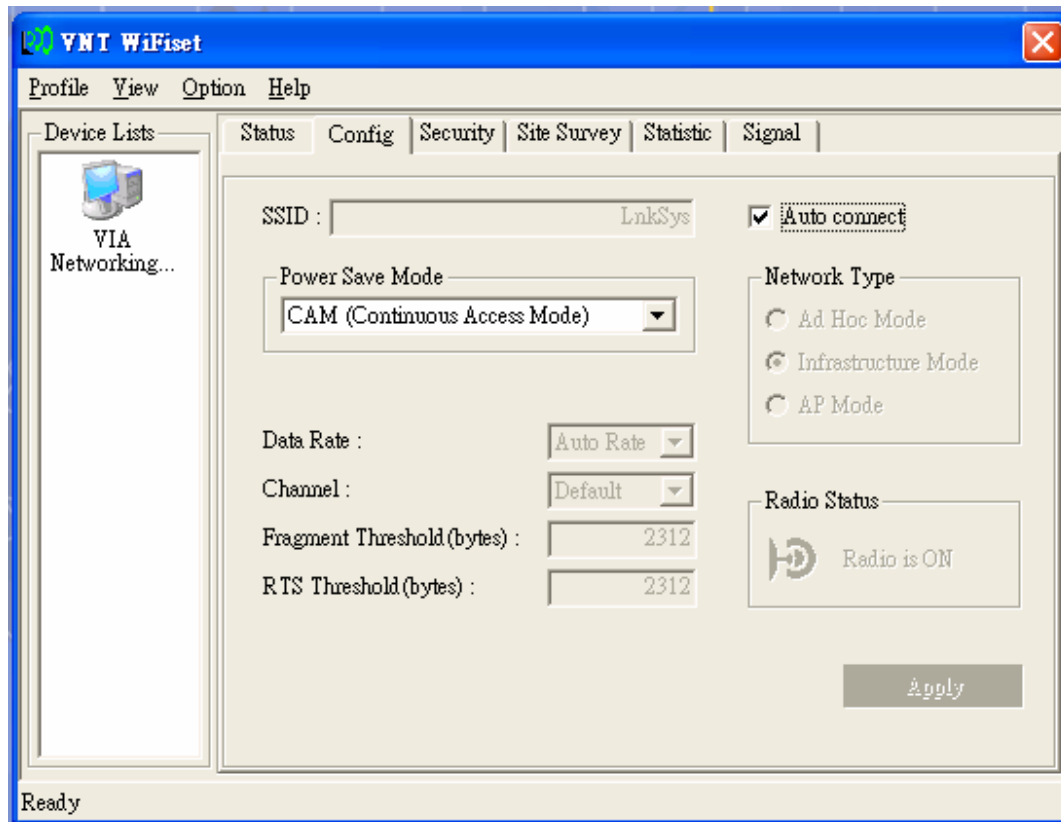 VNT WiFiset
Profile View Option Help
Device Lists
VIA
Networking...
Status Config Security Site Survey Statistic Signal
SSID : LnkSys
Auto connect
Power Save Mode
CAM (Continuous Access Mode)
Network Type
Ad Hoc Mode
Infrastructure Mode
AP Mode
Data Rate : Auto Rate
Channel : Default
Fragment Threshold(bytes) : 2312
RTS Threshold(bytes) : 2312
Radio Status
Radio is ON
Apply
Ready